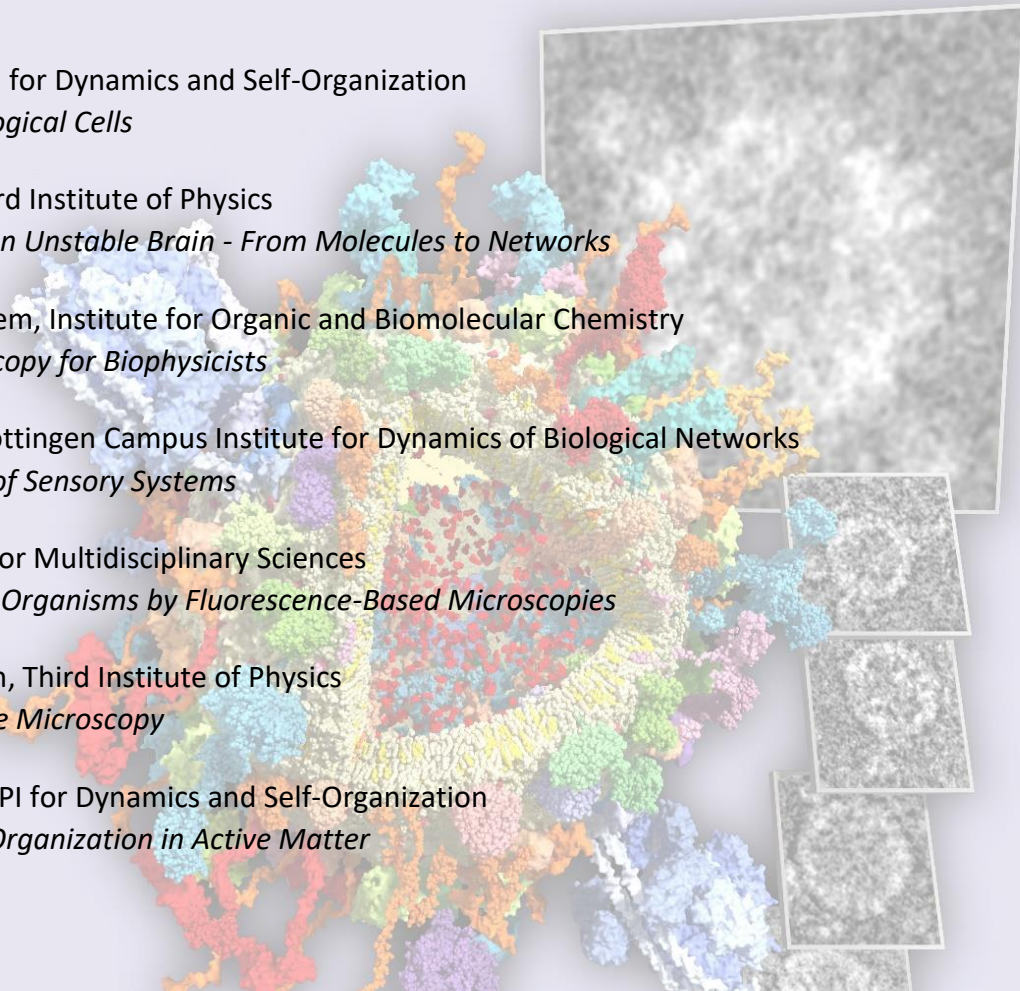 for Dynamics and Self-Organization
ogical Cells
rd Institute of Physics
n Unstable Brain - From Molecules to Networks
em, Institute for Organic and Biomolecular Chemistry
copy for Biophysicists
ottingen Campus Institute for Dynamics of Biological Networks
of Sensory Systems
or Multidisciplinary Sciences
Organisms by Fluorescence-Based Microscopies
n, Third Institute of Physics
e Microscopy
PI for Dynamics and Self-Organization
Organization in Active Matter